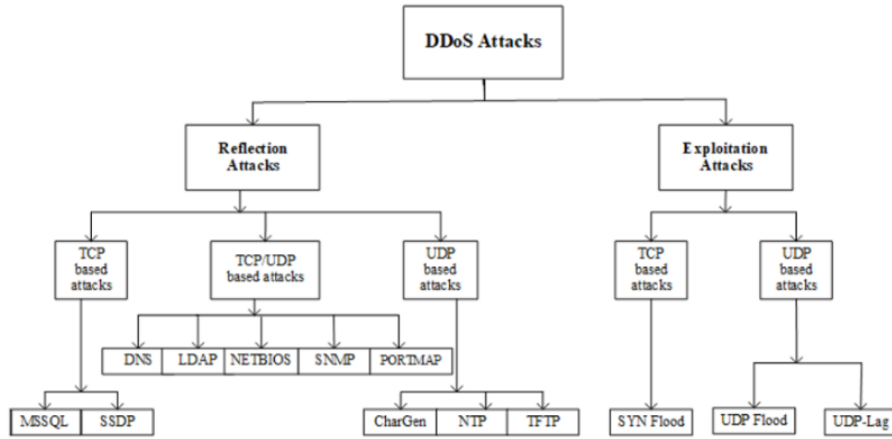 DDoS Attacks
Reflection
Attacks
Exploitation
Attacks
TCP
based
attacks
TCP/UDP
based attacks
UDP
based
attacks
TCP
based
attacks
UDP
based
attacks
DNS
LDAP
NETBIOS
SNMP
PORTMAP
MSSQL
SSDP
CharGen
NTP
TFTP
SYN Flood
UDP Flood
UDP-Lag